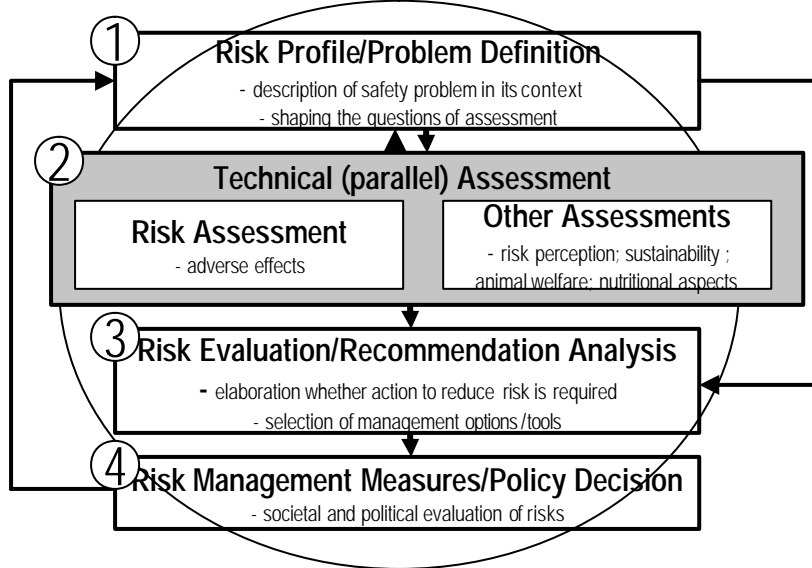 1
Risk Profile/Problem Definition
- description of safety problem in its context
- shaping the questions of assessment
2
Technical (parallel) Assessment
Risk Assessment
- adverse effects
Other Assessments
- risk perception; sustainability ;
animal welfare; nutritional aspects
3
Risk Evaluation/Recommendation Analysis
- elaboration whether action to reduce risk is required
- selection of management options/tools
4
Risk Management Measures/Policy Decision
- societal and political evaluation of risks